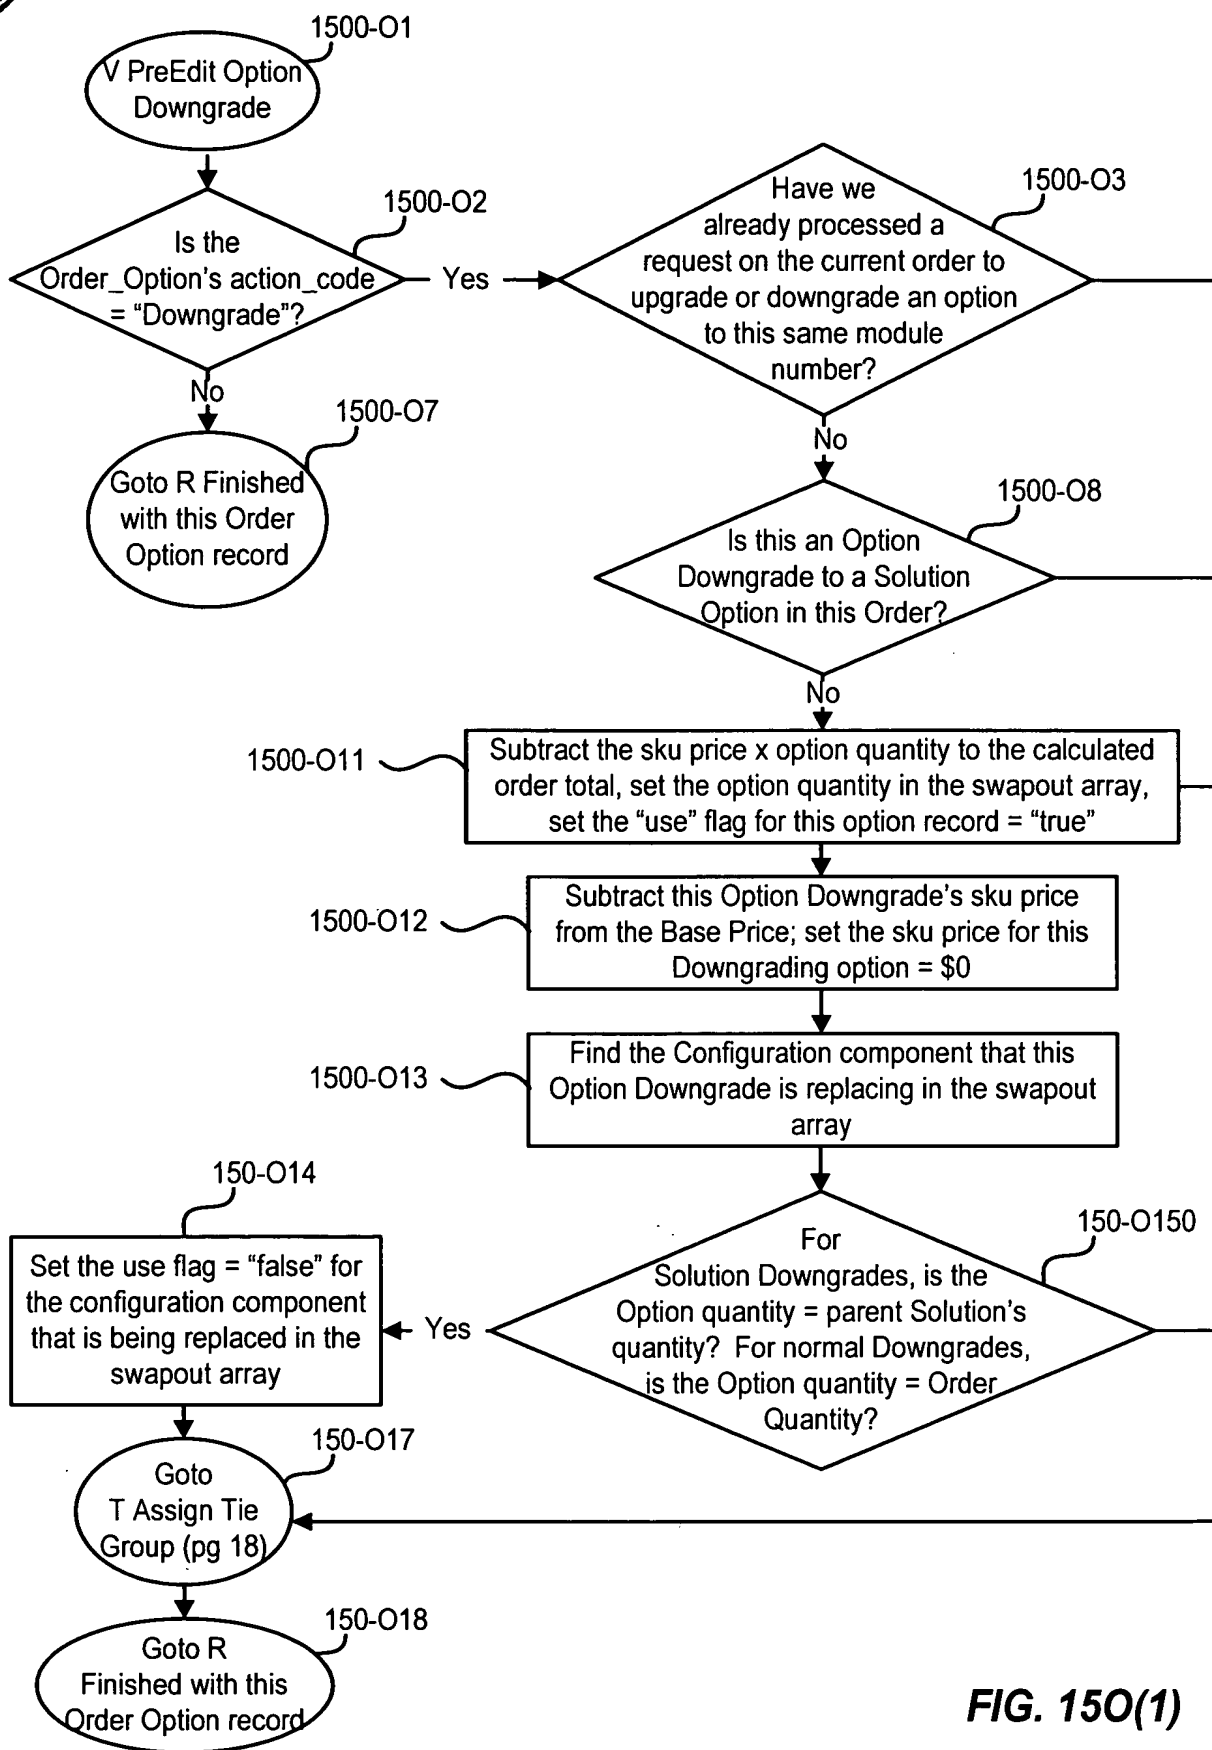 1500-O1
V PreEdit Option
Downgrade
1500-O2
Is the
Order_Option's action_code
= “Downgrade”?
Yes
No
1500-O7
Goto R Finished
with this Order
Option record
1500-O3
Have we
already processed a
request on the current order to
upgrade or downgrade an option
to this same module
number?
No
1500-O8
Is this an Option
Downgrade to a Solution
Option in this Order?
No
1500-O11
Subtract the sku price x option quantity to the calculated
order total, set the option quantity in the swapout array,
set the “use” flag for this option record = “true”
1500-O12
Subtract this Option Downgrade's sku price
from the Base Price; set the sku price for this
Downgrading option = $0
1500-O13
Find the Configuration component that this
Option Downgrade is replacing in the swapout
array
150-O150
For
Solution Downgrades, is the
Option quantity = parent Solution's
quantity? For normal Downgrades,
is the Option quantity = Order
Quantity?
Yes
150-O14
Set the use flag = “false” for
the configuration component
that is being replaced in the
swapout array
150-O17
Goto
T Assign Tie
Group (pg 18)
150-O18
Goto R
Finished with this
Order Option record
FIG. 15O(1)